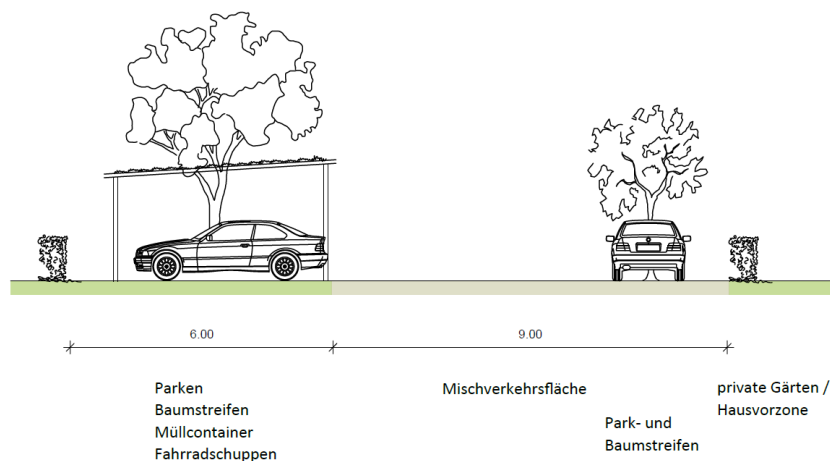 6.00
9.00
Parken
Baumstreifen
Müllcontainer
Fahrradschuppen
Mischverkehrsfläche
Park- und
Baumstreifen
private Gärten /
Hausvorzone